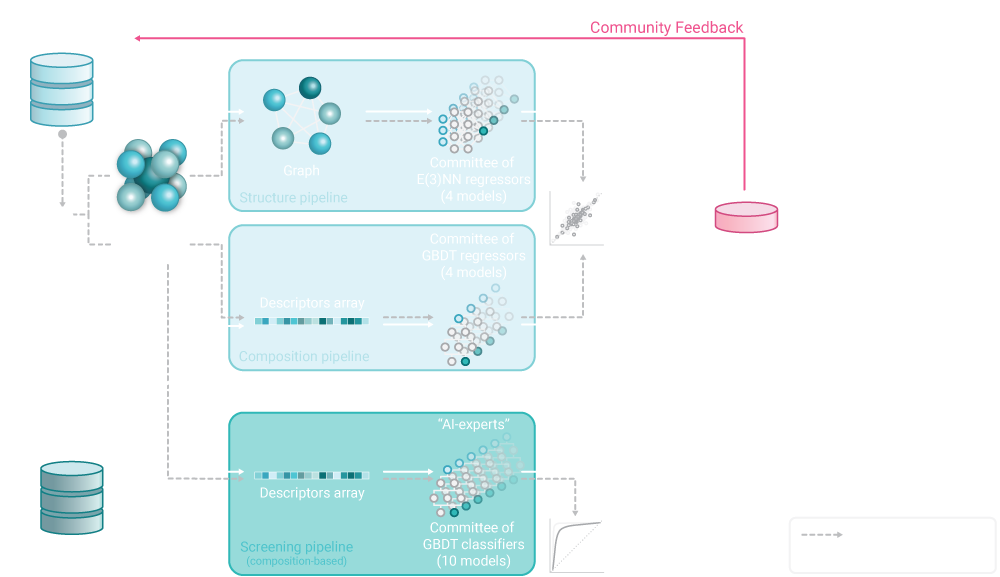 Community Feedback
Graph
Committee of
E(3)NN regressors
(4 models)
Structure pipeline
Committee of
GBDT regressors
(4 models)
Descriptors array
Composition pipeline
"AI-experts"
Descriptors array
Committee of
GBDT classifiers
(10 models)
Screening pipeline
(composition-based)